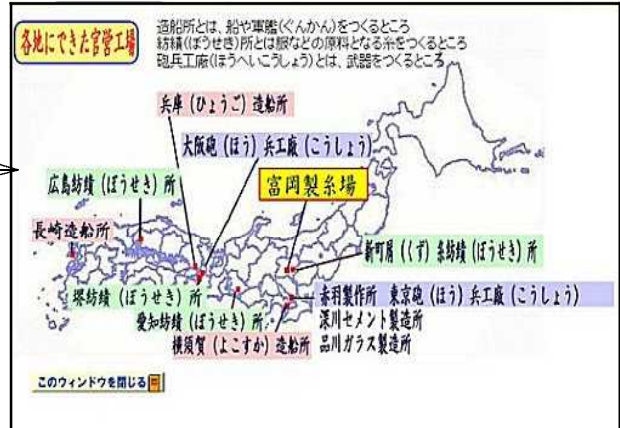 各地にできた官営工場
造船所とは、船や軍艦(ぐんかん)をつくるところ
紡績((ぼうせき)所とは服などの原料となる糸をつくるところ
砲兵工廠(ほうへいこうしょう)とは、武器をつくるところ
兵庫(ひょうご)造船所
大阪砲(ほう)兵工廠(こうしょう)
広島紡績(ぼうせき)所
富岡製糸場
長崎造船所
新町屑((くず)糸紡績(ぼうせき)所
堺紡績(ぼうせき)所
赤羽製作所 東京砲(ほう)兵工廠(こうしょう)
愛知紡績(ぼうせき)所
深川セメント製造所
横須賀(よこすか)造船所
品川ガラス製造所
このウィンドウを閉じる